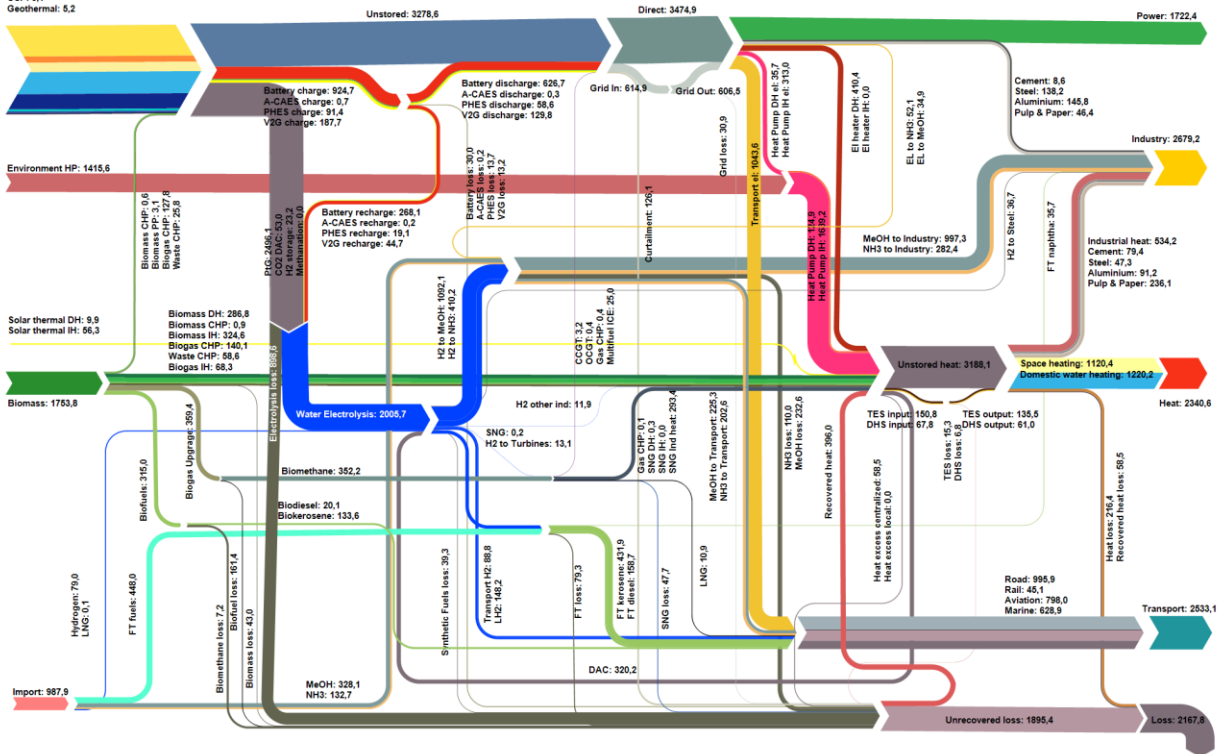 Geothermal: 5,2
Unstored: 3278,6
Direct: 3474,9
Power: 1722,4
Battery charge: 924,7
A-CAES charge: 0,7
PHES charge: 91,4
V2G charge: 187,7
Battery discharge: 626,7
A-CAES discharge: 0,3
PHES discharge: 58,6
V2G discharge: 129,8
Grid In: 614,9
Grid Out: 606,5
Heat Pump DH el: 35,7
Heat Pump IH el: 313,0
El heater DH: 410,4
El heater IH: 0,0
EL to NH3: 52,1
EL to MeOH: 34,9
Cement: 8,6
Steel: 138,2
Aluminium: 145,8
Pulp & Paper: 46,4
Industry: 2679,2
Environment HP: 1415,6
Biomass CHP: 0,6
Biomass PP: 3,1
Biogas CHP: 127,8
Waste CHP: 25,8
PtG: 2496,1
CO2 DAC: 53,0
H2 storage: 23,2
Methanation: 0,0
Battery recharge: 268,1
A-CAES recharge: 0,2
PHES recharge: 19,1
V2G recharge: 44,7
Battery loss: 30,0
A-CAES loss: 0,2
PHES loss: 13,7
V2G loss: 13,2
Curtailment: 126,1
Grid loss: 30,9
Transport el: 1043,6
Heat Pump DH: 124,9
Heat Pump IH: 1639,2
MeOH to Industry: 997,3
NH3 to Industry: 282,4
H2 to Steel: 36,7
FT naphtha: 35,7
Industrial heat: 534,2
Cement: 79,4
Steel: 47,3
Aluminium: 91,2
Pulp & Paper: 236,1
Solar thermal DH: 9,9
Solar thermal IH: 56,3
Biomass DH: 286,8
Biomass CHP: 0,9
Biomass IH: 324,6
Biogas CHP: 140,1
Waste CHP: 58,6
Biogas IH: 68,3
Electrolysis loss: 898,6
H2 to MeOH: 1092,1
H2 to NH3: 410,2
CCGT: 3,2
OCGT: 0,4
Gas CHP: 0,4
Multifuel ICE: 25,0
Unstored heat: 3188,1
Space heating: 1120,4
Domestic water heating: 1220,2
Heat: 2340,6
Biomass: 1753,8
Water Electrolysis: 2005,7
H2 other ind: 11,9
SNG: 0,2
H2 to Turbines: 13,1
Gas CHP: 0,1
SNG DH: 0,3
SNG IH: 0,0
SNG Ind heat: 293,4
MeOH to Transport: 225,3
NH3 to Transport: 202,6
NH3 loss: 110,0
MeOH loss: 232,6
Recovered heat: 396,0
TES input: 150,8
DHS input: 67,8
TES output: 135,5
DHS output: 61,0
TES loss: 15,3
DHS loss: 6,8
Heat excess centralized: 58,5
Heat excess local: 0,0
Heat loss: 216,4
Recovered heat loss: 58,5
Biofuels: 315,0
Biogas Upgrade: 359,4
Biomethane: 352,2
Biodiesel: 20,1
Biokerosene: 133,6
Hydrogen: 79,0
LNG: 0,1
FT fuels: 448,0
Biomethane loss: 7,2
Biofuel loss: 161,4
Biomass loss: 43,0
Synthetic Fuels loss: 39,3
Transport H2: 88,8
LH2: 148,2
FT loss: 79,3
FT kerosene: 431,9
FT diesel: 158,7
SNG loss: 47,7
LNG: 10,9
Road: 995,9
Rail: 45,1
Aviation: 798,0
Marine: 628,9
Transport: 2533,1
DAC: 320,2
Import: 987,9
MeOH: 328,1
NH3: 132,7
Unrecovered loss: 1895,4
Loss: 2167,8